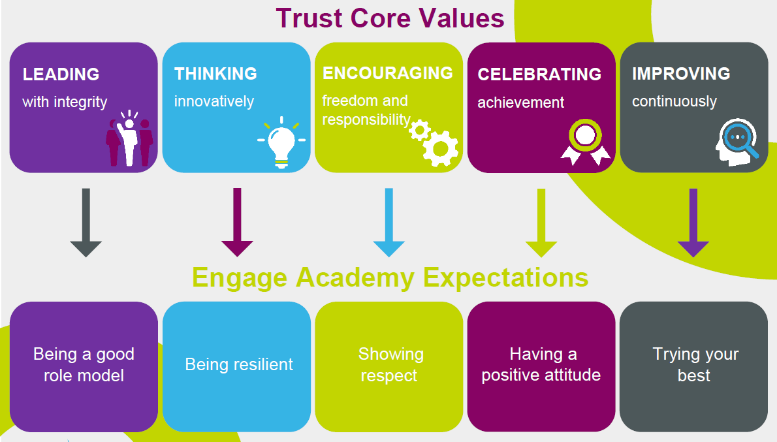 Trust Core Values
LEADING
with integrity
THINKING
innovatively
ENCOURAGING
freedom and
responsibility
CELEBRATING
achievement
IMPROVING
continuously
Engage Academy Expectations
Being a good
role model
Being resilient
Showing
respect
Having a
positive attitude
Trying your
best